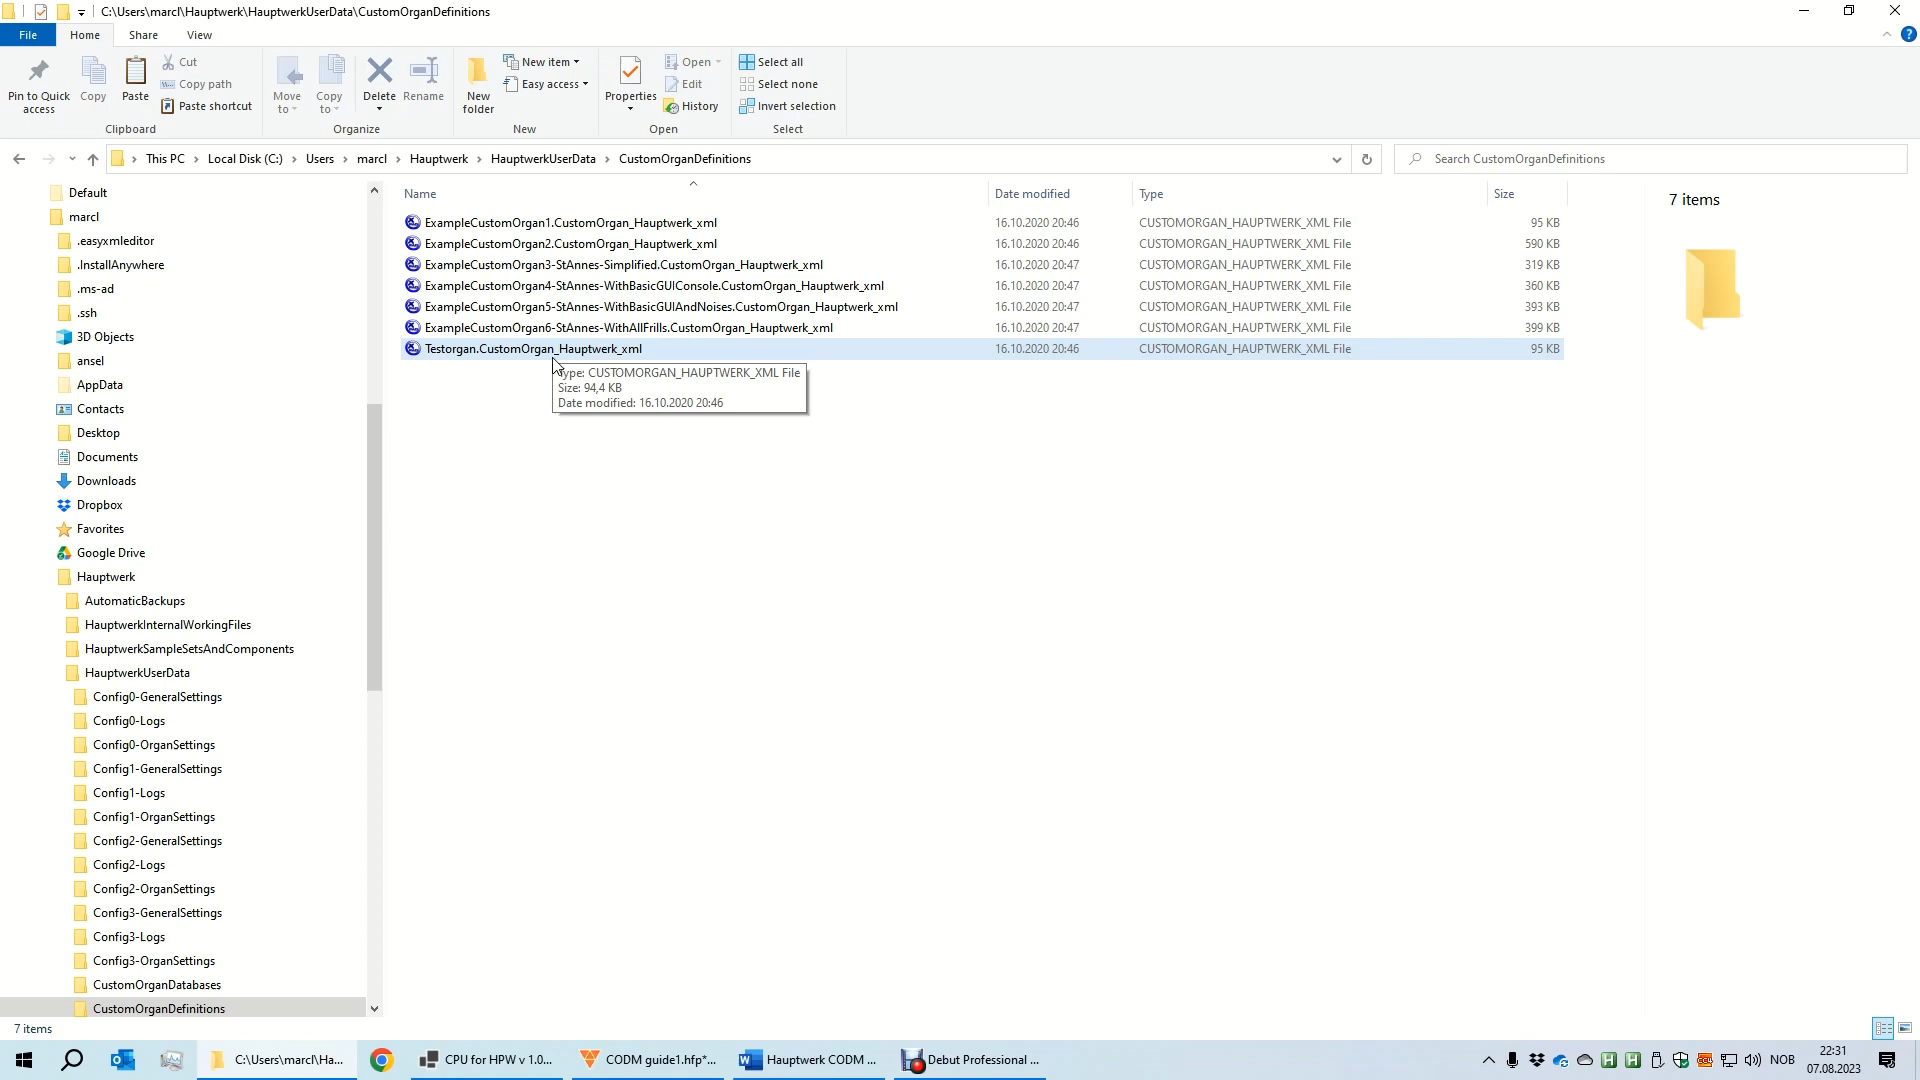 C:\Users\marcl\Hauptwerk\HauptwerkUserData\CustomOrganDefinitions
File Home Share View
Pin to Quick access
Copy
Paste
Cut
Copy path
Paste shortcut
Clipboard
Move to
Copy to
Delete
Rename
Organize
New folder
New item
Easy access
New
Properties
Open
Edit
History
Open
Select all
Select none
Invert selection
Select
This PC > Local Disk (C:) > Users > marcl > Hauptwerk > HauptwerkUserData > CustomOrganDefinitions
Search CustomOrganDefinitions
Default
marcl
.easyxmleditor
.InstallAnywhere
.ms-ad
.ssh
3D Objects
ansel
AppData
Contacts
Desktop
Documents
Downloads
Dropbox
Favorites
Google Drive
Hauptwerk
AutomaticBackups
HauptwerkInternalWorkingFiles
HauptwerkSampleSetsAndComponents
HauptwerkUserData
Config0-GeneralSettings
Config0-Logs
Config0-OrganSettings
Config1-GeneralSettings
Config1-Logs
Config1-OrganSettings
Config2-GeneralSettings
Config2-Logs
Config2-OrganSettings
Config3-GeneralSettings
Config3-Logs
Config3-OrganSettings
CustomOrganDatabases
CustomOrganDefinitions
Name Date modified Type Size
ExampleCustomOrgan1.CustomOrgan_Hauptwerk_xml 16.10.2020 20:46 CUSTOMORGAN_HAUPTWERK_XML File 95 KB
ExampleCustomOrgan2.CustomOrgan_Hauptwerk_xml 16.10.2020 20:46 CUSTOMORGAN_HAUPTWERK_XML File 590 KB
ExampleCustomOrgan3-StAnnes-Simplified.CustomOrgan_Hauptwerk_xml 16.10.2020 20:47 CUSTOMORGAN_HAUPTWERK_XML File 319 KB
ExampleCustomOrgan4-StAnnes-WithBasicGUIConsole.CustomOrgan_Hauptwerk_xml 16.10.2020 20:47 CUSTOMORGAN_HAUPTWERK_XML File 360 KB
ExampleCustomOrgan5-StAnnes-WithBasicGUIAndNoises.CustomOrgan_Hauptwerk_xml 16.10.2020 20:47 CUSTOMORGAN_HAUPTWERK_XML File 393 KB
ExampleCustomOrgan6-StAnnes-WithAllFrills.CustomOrgan_Hauptwerk_xml 16.10.2020 20:47 CUSTOMORGAN_HAUPTWERK_XML File 399 KB
Testorgan.CustomOrgan_Hauptwerk_xml 16.10.2020 20:46 CUSTOMORGAN_HAUPTWERK_XML File 95 KB
Type: CUSTOMORGAN_HAUPTWERK_XML File
Size: 94,4 KB
Date modified: 16.10.2020 20:46
7 items
7 items
C:\Users\marcl\Ha...
CPU for HPW v 1.0...
CODM guide1.hfp*...
Hauptwerk CODM ...
Debut Professional ...
NOB
22:31
07.08.2023